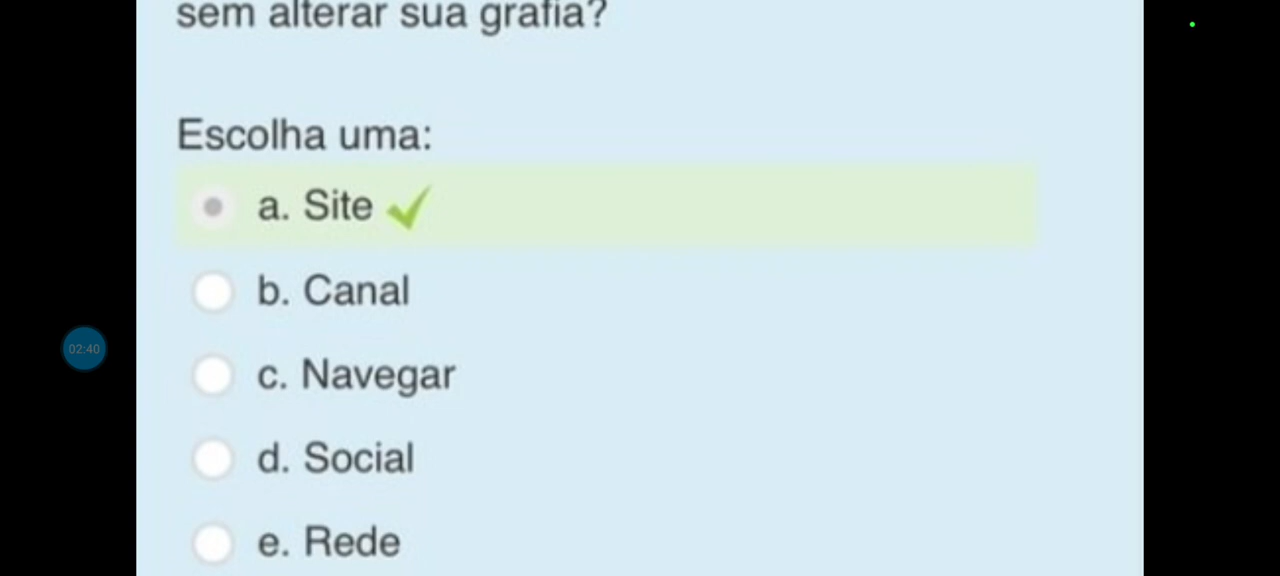 sem alterar sua grafia?
Escolha uma:
a. Site
b. Canal
02:40
c. Navegar
d. Social
e. Rede